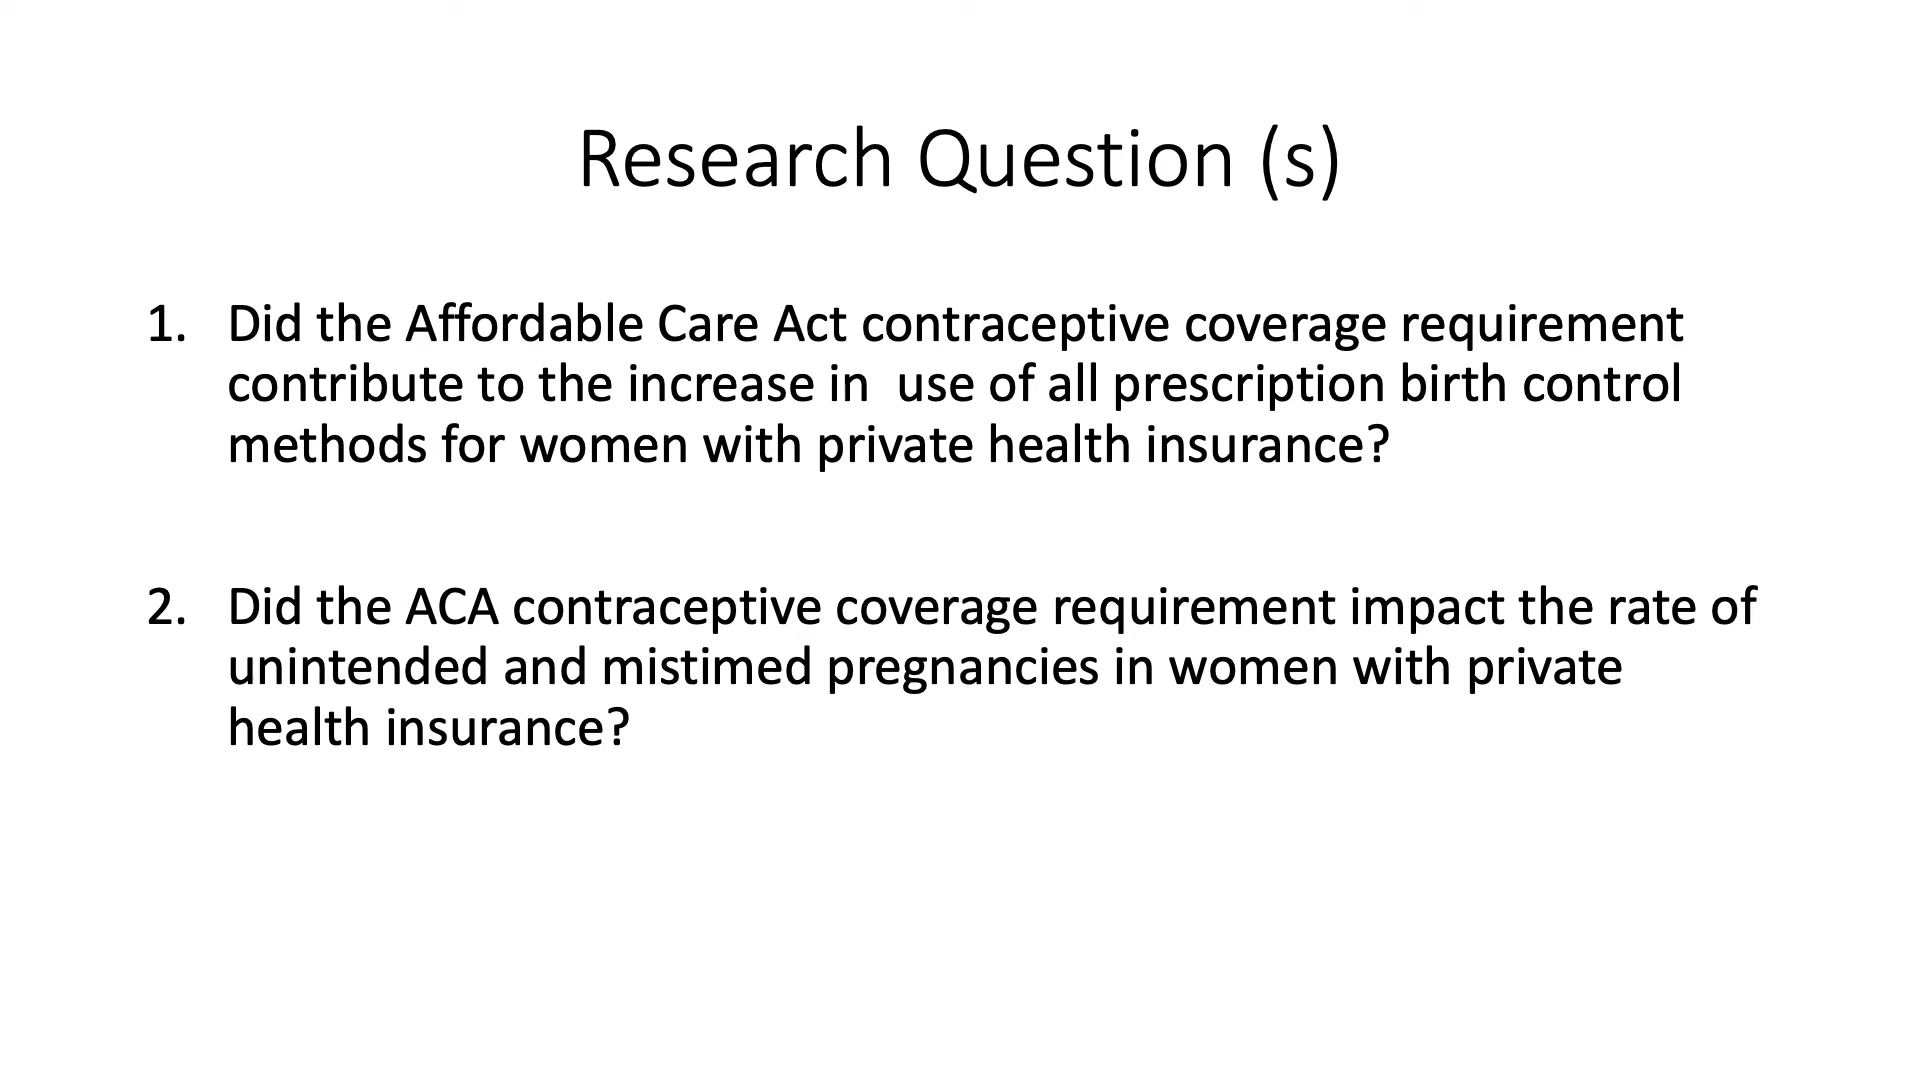 Research Question (s)
1. Did the Affordable Care Act contraceptive coverage requirement
contribute to the increase in  use of all prescription birth control
methods for women with private health insurance?
2. Did the ACA contraceptive coverage requirement impact the rate of
unintended and mistimed pregnancies in women with private
health insurance?